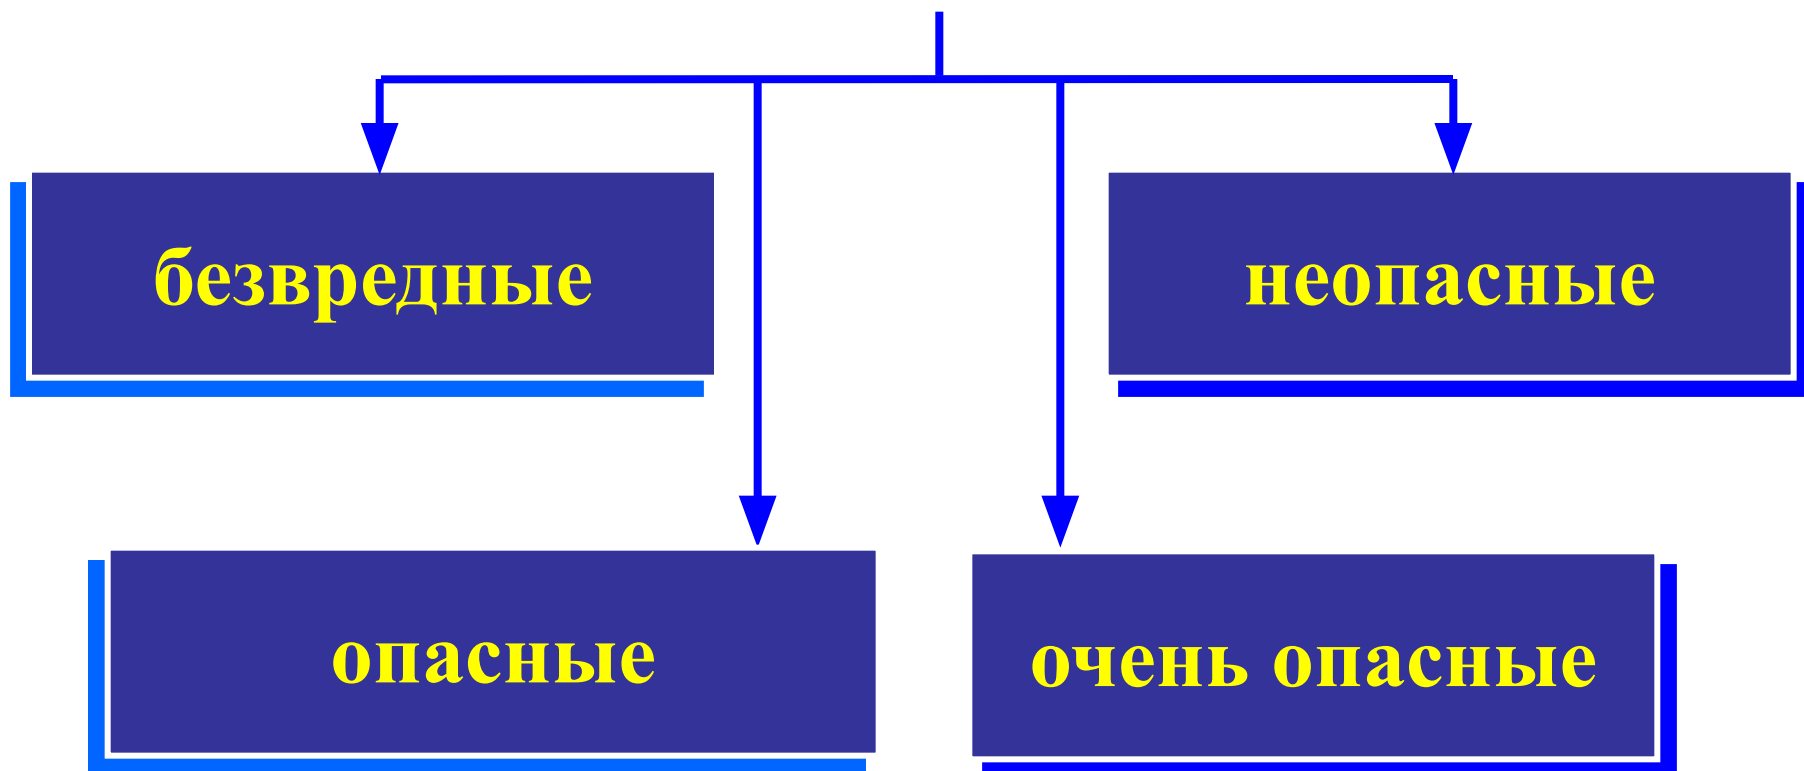 безвредные
неопасные
опасные
очень опасные